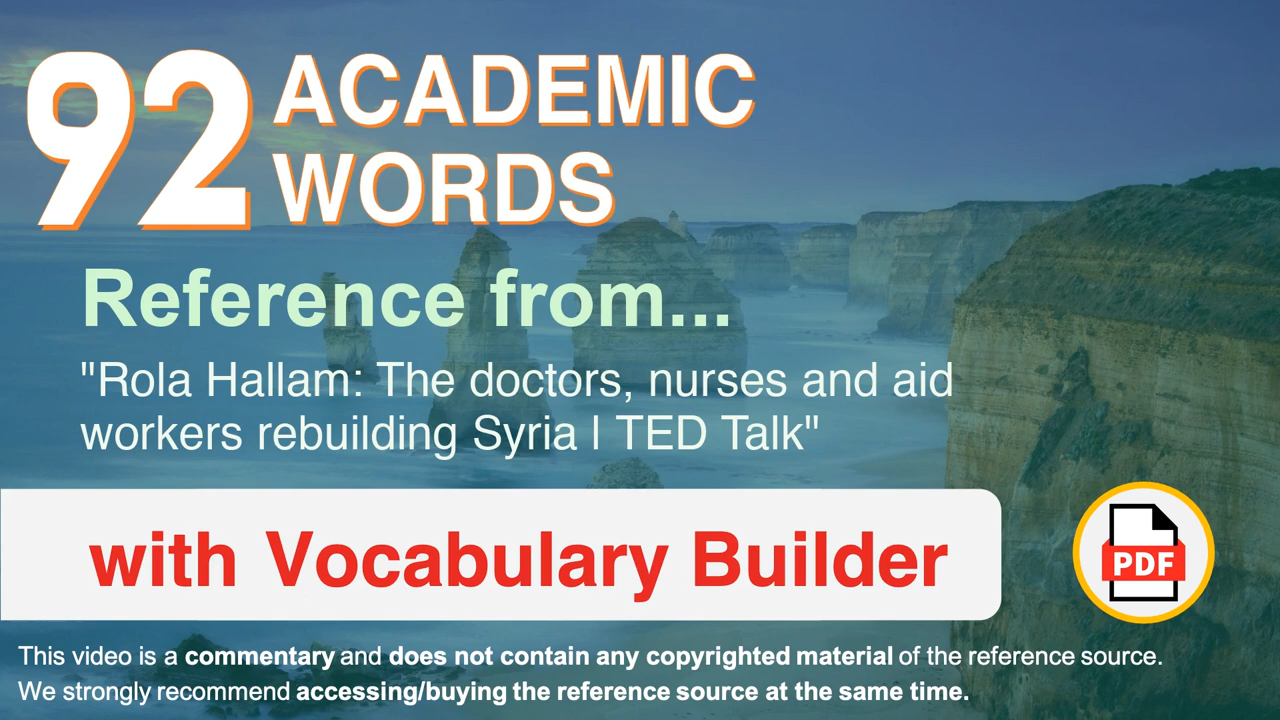 92 ACADEMIC
WORDS
Reference from...
"Rola Hallam: The doctors, nurses and aid
workers rebuilding Syria | TED Talk"
with Vocabulary Builder
PDF
This video is a commentary and does not contain any copyrighted material of the reference source.
We strongly recommend accessing/buying the reference source at the same time.